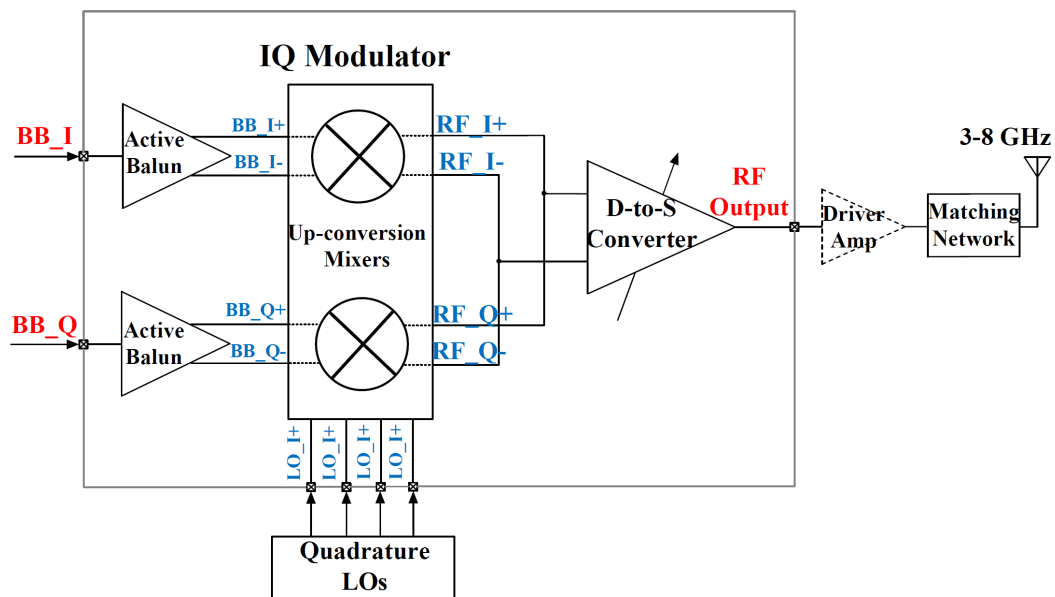 IQ Modulator
BB_I
Active
Balun
BB_I+
BB_I-
RF_I+
RF_I-
Up-conversion
Mixers
BB_Q
Active
Balun
BB_Q+
BB_Q-
RF_Q+
RF_Q-
D-to-S
Converter
RF
Output
Driver
Amp
Matching
Network
3-8 GHz
LO_I+
LO_I+
LO_I+
LO_I+
Quadrature
LOs